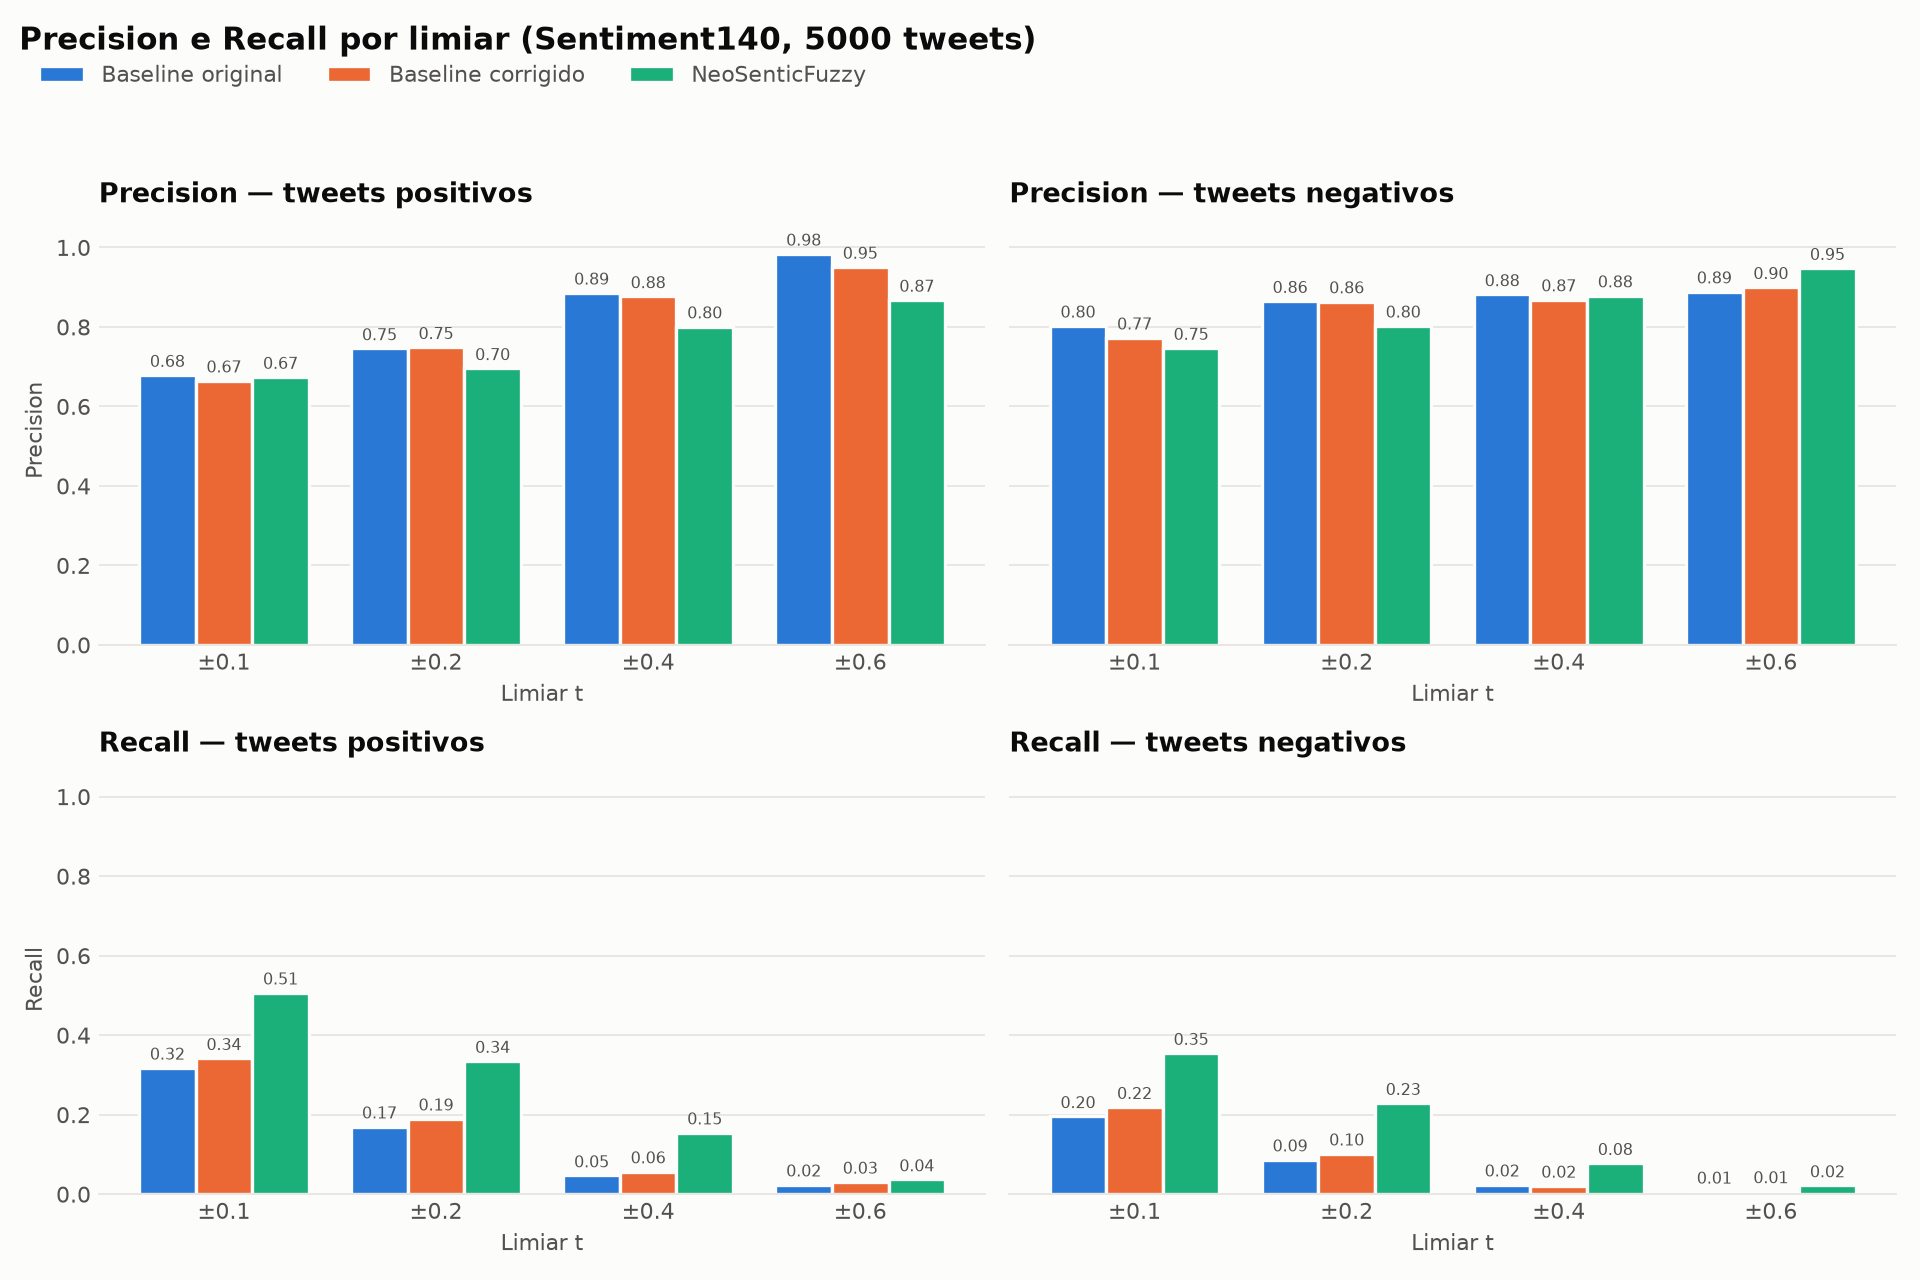 Precision e Recall por limiar (Sentiment140, 5000 tweets)
Baseline original Baseline corrigido NeoSenticFuzzy
Precision — tweets positivos
Precision
1.0
0.8
0.6
0.4
0.2
0.0
0.68 0.67 0.67
0.75 0.75 0.70
0.89 0.88 0.80
0.98 0.95 0.87
±0.1 ±0.2 ±0.4 ±0.6
Limiar t
Precision — tweets negativos
0.80 0.77 0.75
0.86 0.86 0.80
0.88 0.87 0.88
0.89 0.90 0.95
±0.1 ±0.2 ±0.4 ±0.6
Limiar t
Recall — tweets positivos
Recall
1.0
0.8
0.6
0.4
0.2
0.0
0.32 0.34 0.51
0.17 0.19 0.34
0.05 0.06 0.15
0.02 0.03 0.04
±0.1 ±0.2 ±0.4 ±0.6
Limiar t
Recall — tweets negativos
0.20 0.22 0.35
0.09 0.10 0.23
0.02 0.02 0.08
0.01 0.01 0.02
±0.1 ±0.2 ±0.4 ±0.6
Limiar t